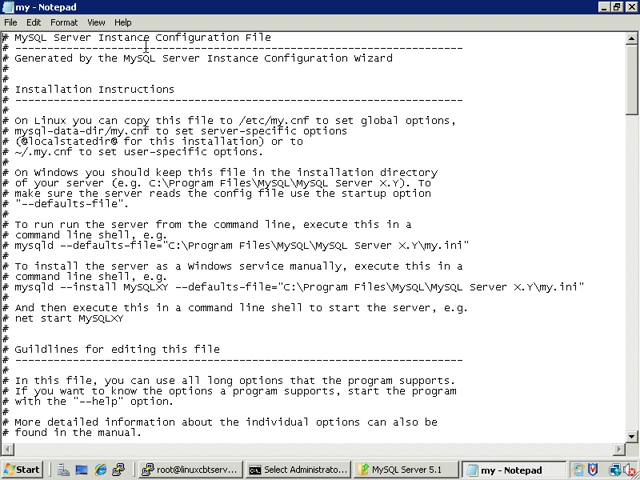 my - Notepad
File Edit Format View Help
# MySQL Server Instance Configuration File
# ----------------------------------------------------------------------
# Generated by the MySQL Server Instance Configuration Wizard
#
#
# Installation Instructions
# ----------------------------------------------------------------------
#
# On Linux you can copy this file to /etc/my.cnf to set global options,
# mysql-data-dir/my.cnf to set server-specific options
# (@localstatedir@ for this installation) or to
# ~/.my.cnf to set user-specific options.
#
# On Windows you should keep this file in the installation directory
# of your server (e.g. C:\Program Files\MySQL\MySQL Server X.Y). To
# make sure the server reads the config file use the startup option
# "--defaults-file".
#
# To run run the server from the command line, execute this in a
# command line shell, e.g.
# mysqld --defaults-file="C:\Program Files\MySQL\MySQL Server X.Y\my.ini"
#
# To install the server as a Windows service manually, execute this in a
# command line shell, e.g.
# mysqld --install MySQLXY --defaults-file="C:\Program Files\MySQL\MySQL Server X.Y\my.ini"
#
# And then execute this in a command line shell to start the server, e.g.
# net start MySQLXY
#
#
# Guildlines for editing this file
# ----------------------------------------------------------------------
#
# In this file, you can use all long options that the program supports.
# If you want to know the options a program supports, start the program
# with the "--help" option.
#
# More detailed information about the individual options can also be
# found in the manual.
Start root@linuxcbtserv... Select Administrato... MySQL Server 5.1 my - Notepad